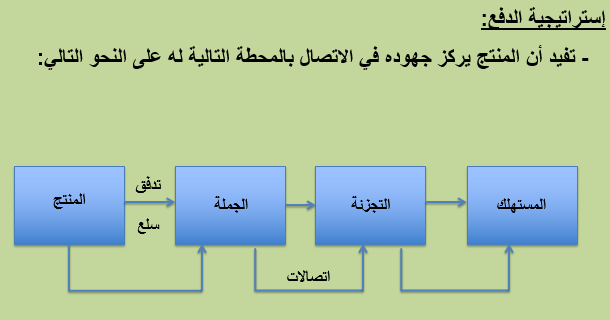 إستراتيجية الدفع:
- تفيد أن المنتج يركز جهوده في الاتصال بالمحطة التالية له على النحو التالي:
المنتج
تدفق
سلع
الجملة
التجزئة
المستهلك
اتصالات